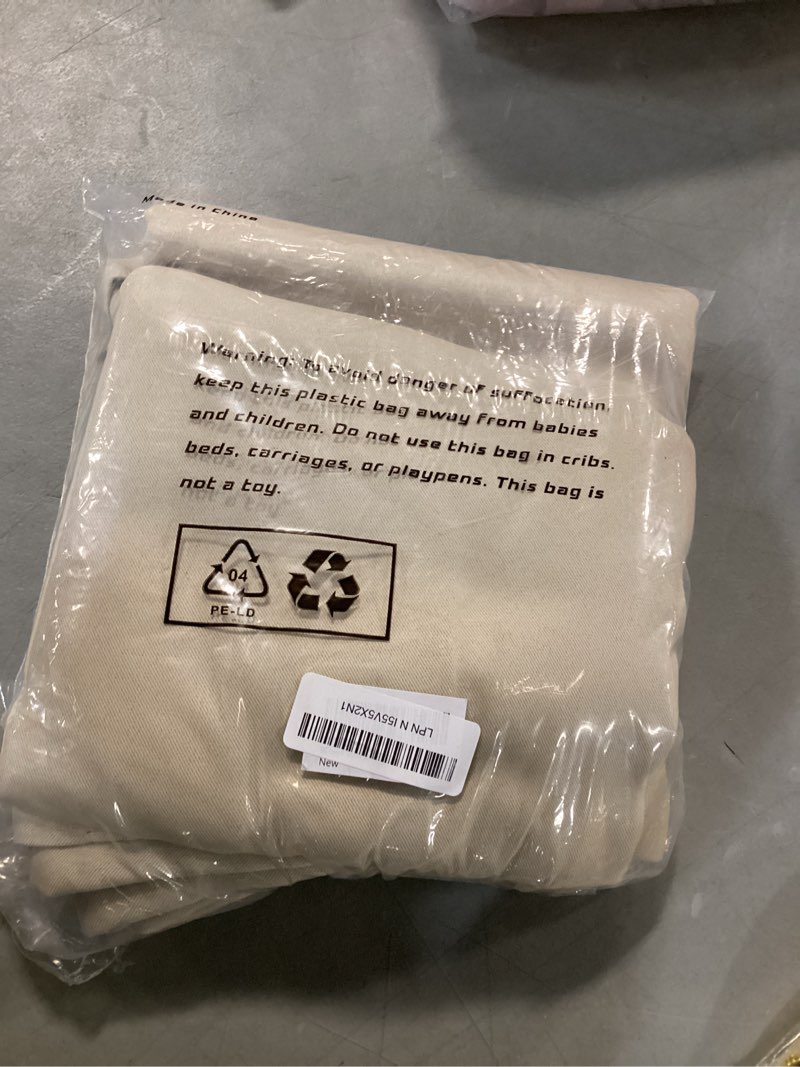 Made in China
Warning: To avoid danger of suffocation,
keep this plastic bag away from babies
and children. Do not use this bag in cribs.
beds, carriages, or playpens. This bag is
not a toy.
04
PE-LD
LPN N I55V5X2N1
New